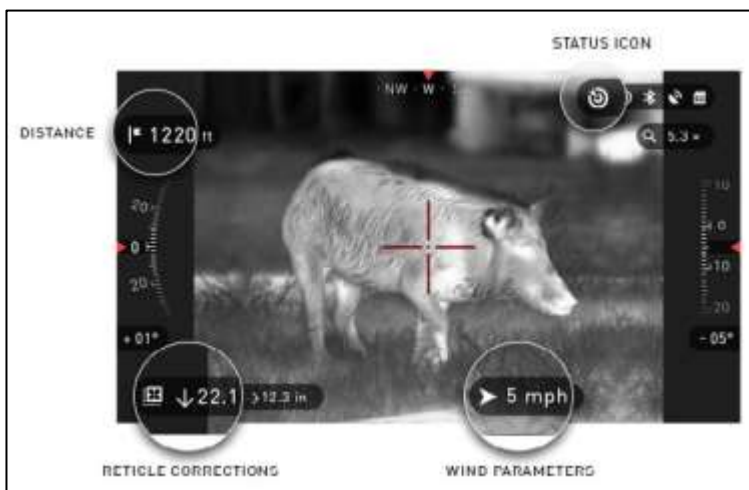 STATUS ICON
· NW · W ·
DISTANCE
1220 ft
5.3 ×
20
0
20
10
0
10
20
+01°
-05°
↓22.1
12.3 in
5 mph
RETICLE CORRECTIONS
WIND PARAMETERS